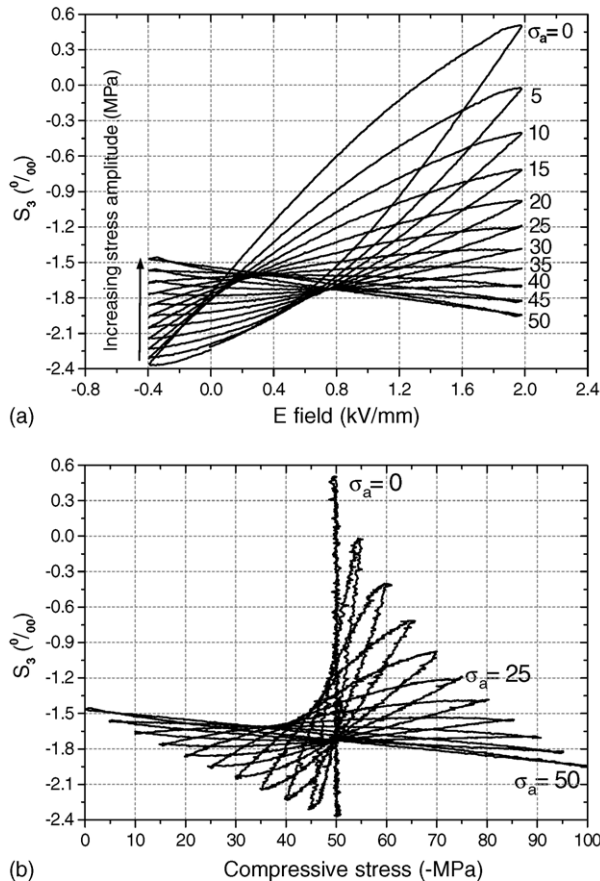 0.6
0.3
0.0
-0.3
-0.6
-0.9
-1.2
-1.5
-1.8
-2.1
-2.4
S₃ (⁰/₀₀)
Increasing stress amplitude (MPa)
σₐ= 0
5
10
15
20
25
30
35
40
45
50
-0.8 -0.4 0.0 0.4 0.8 1.2 1.6 2.0 2.4
(a) E field (kV/mm)
0.6
0.3
0.0
-0.3
-0.6
-0.9
-1.2
-1.5
-1.8
-2.1
-2.4
S₃ (⁰/₀₀)
σₐ= 0
σₐ= 25
σₐ= 50
0 10 20 30 40 50 60 70 80 90 100
(b) Compressive stress (-MPa)